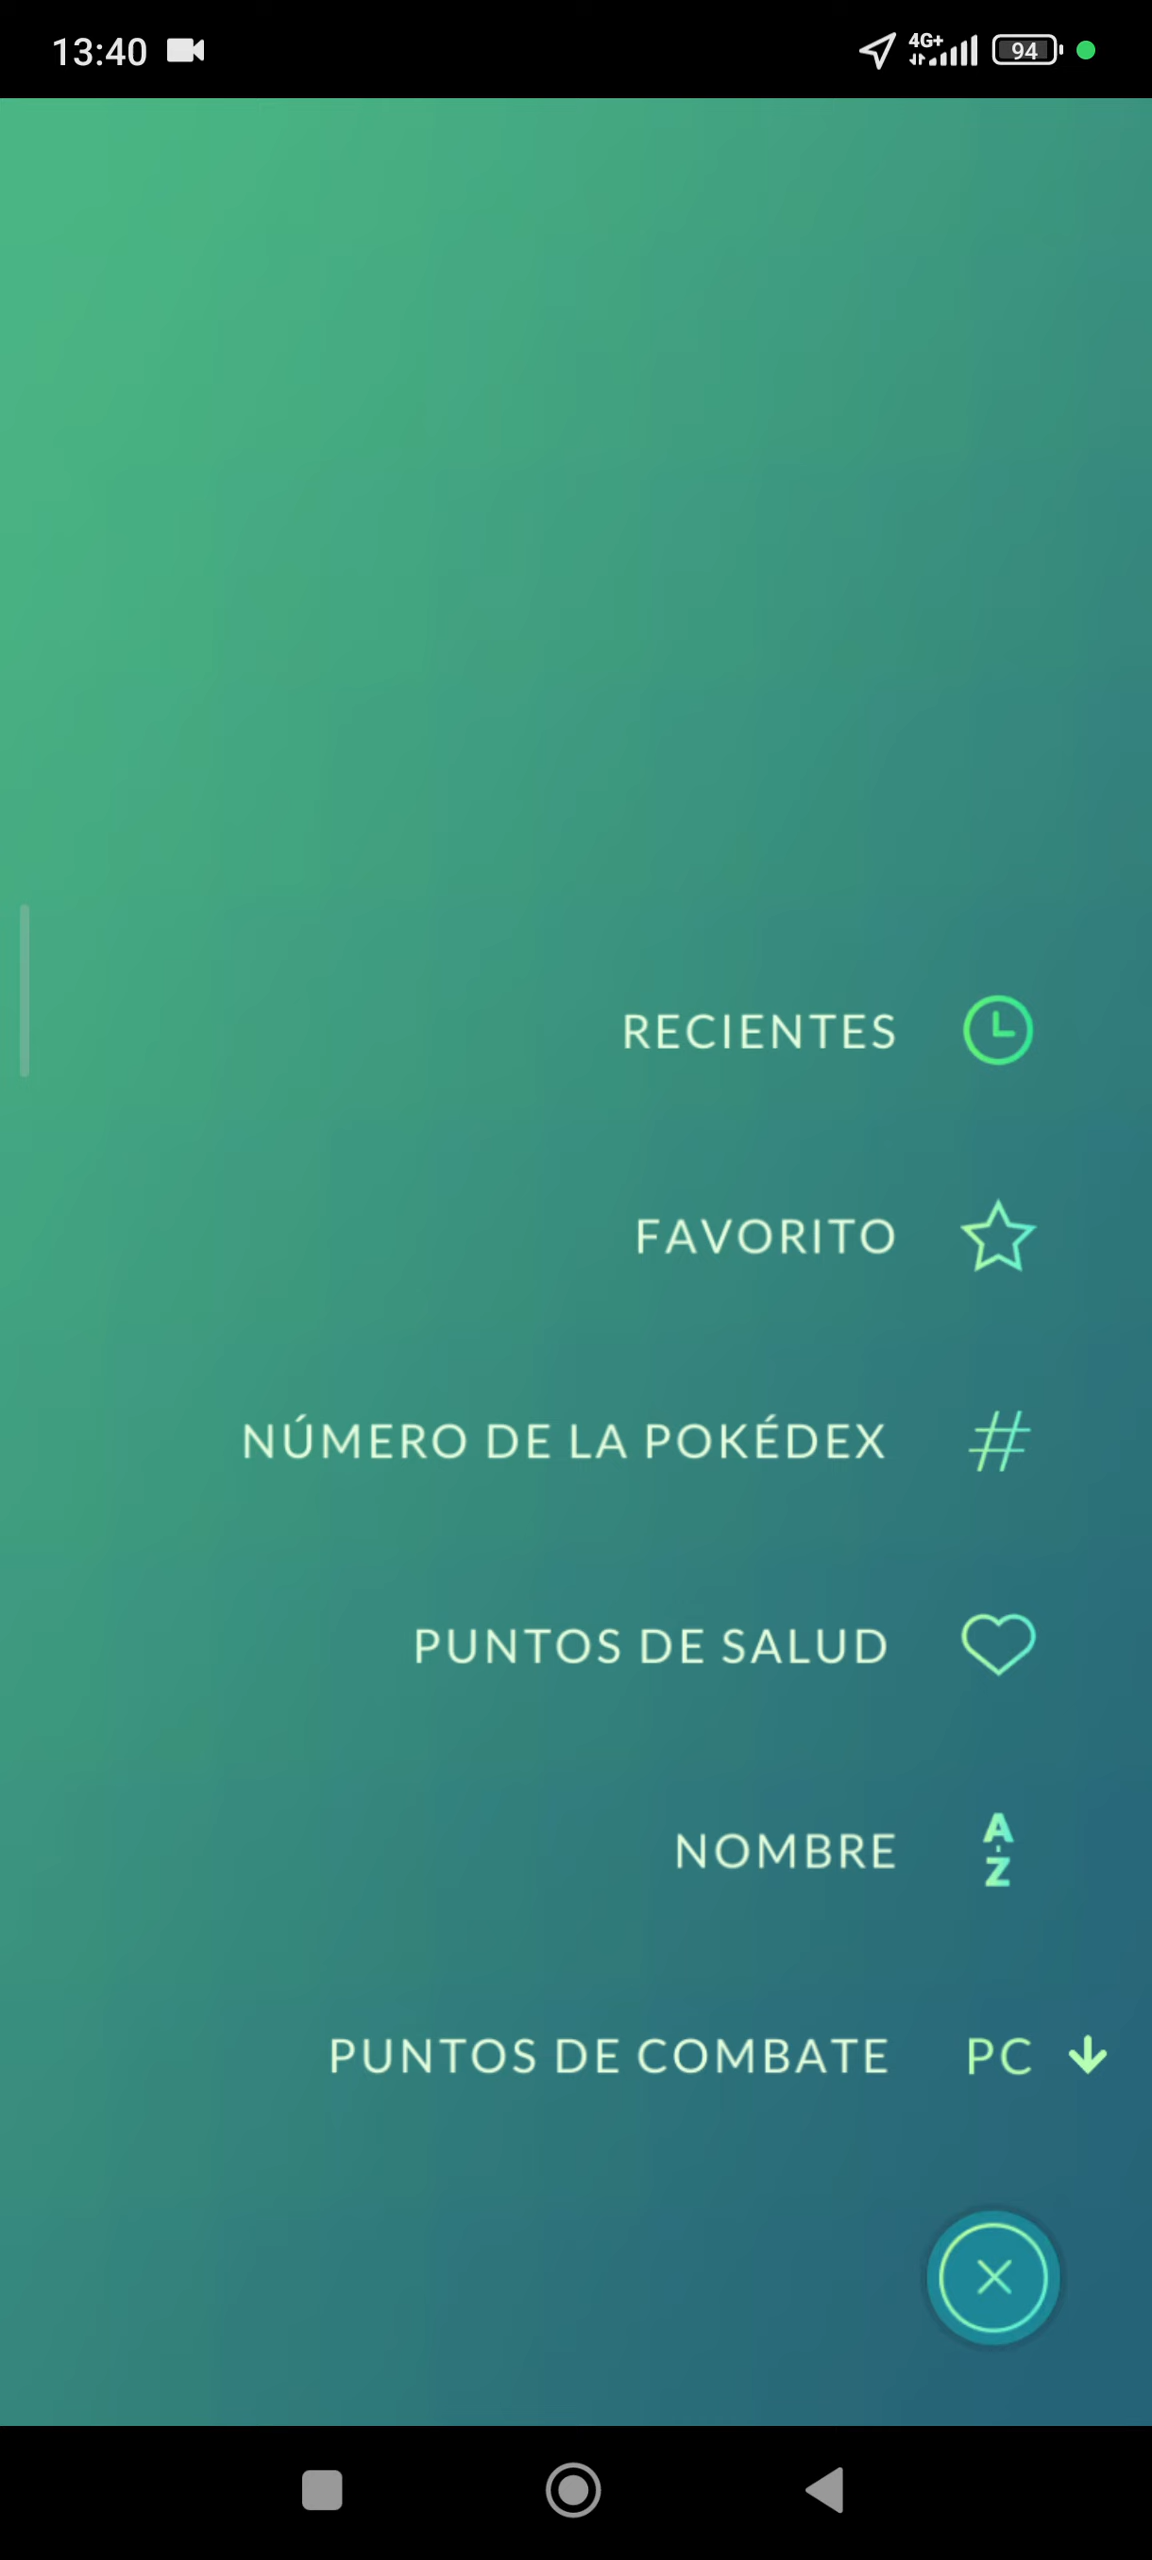 13:40
4G+
94
RECIENTES
FAVORITO
NÚMERO DE LA POKÉDEX
PUNTOS DE SALUD
NOMBRE
A-Z
PUNTOS DE COMBATE PC